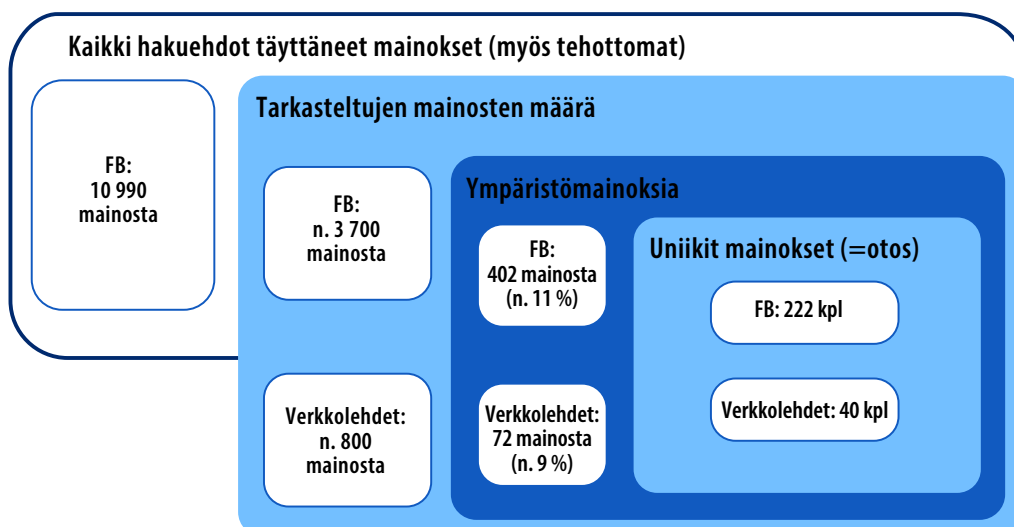 Kaikki hakuehdot täyttäneet mainokset (myös tehottomat)
FB:
10 990
mainosta
Tarkasteltujen mainosten määrä
FB:
n. 3 700
mainosta
Verkkolehdet:
n. 800
mainosta
Ympäristömainoksia
FB:
402 mainosta
(n. 11 %)
Verkkolehdet:
72 mainosta
(n. 9 %)
Uniikit mainokset (=otos)
FB: 222 kpl
Verkkolehdet: 40 kpl